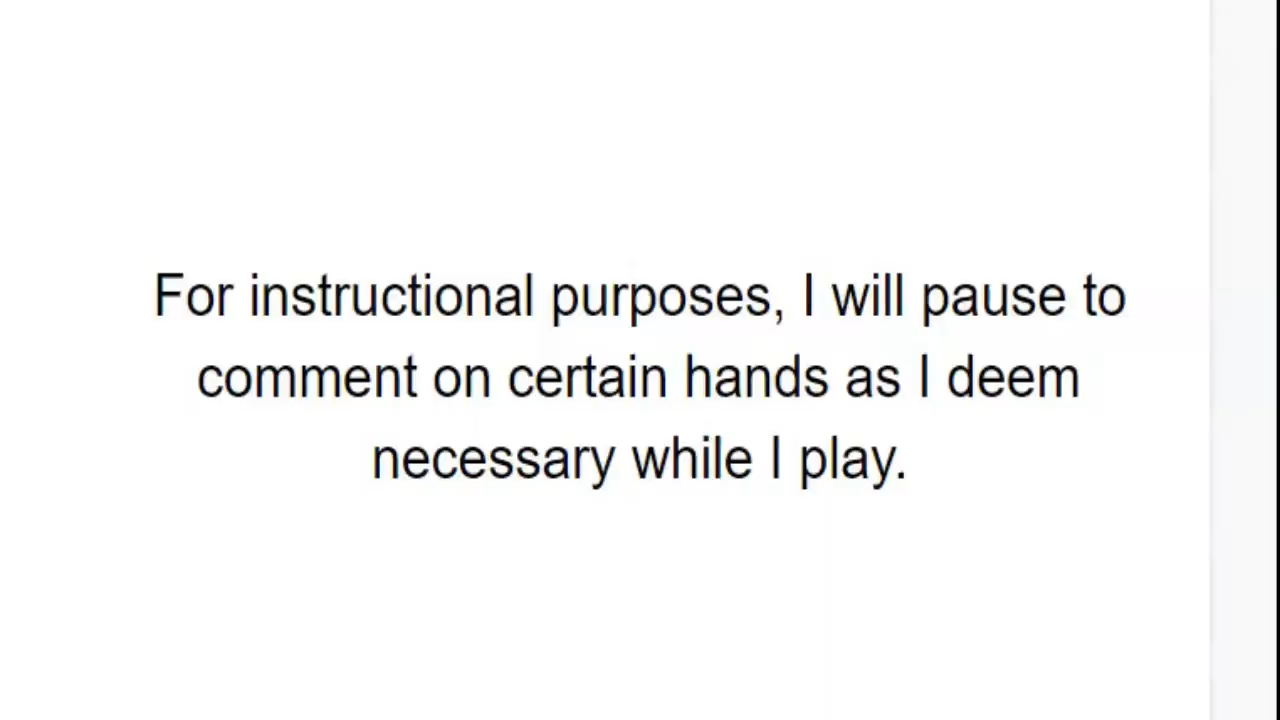 For instructional purposes, I will pause to
comment on certain hands as I deem
necessary while I play.